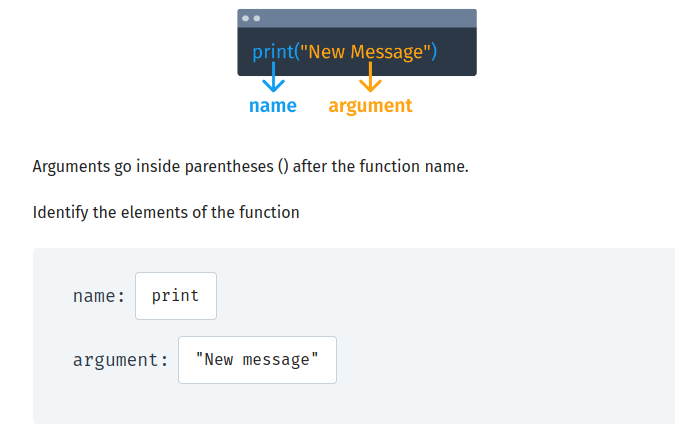 print("New Message")
name argument
Arguments go inside parentheses () after the function name.
Identify the elements of the function
name: print
argument: "New message"